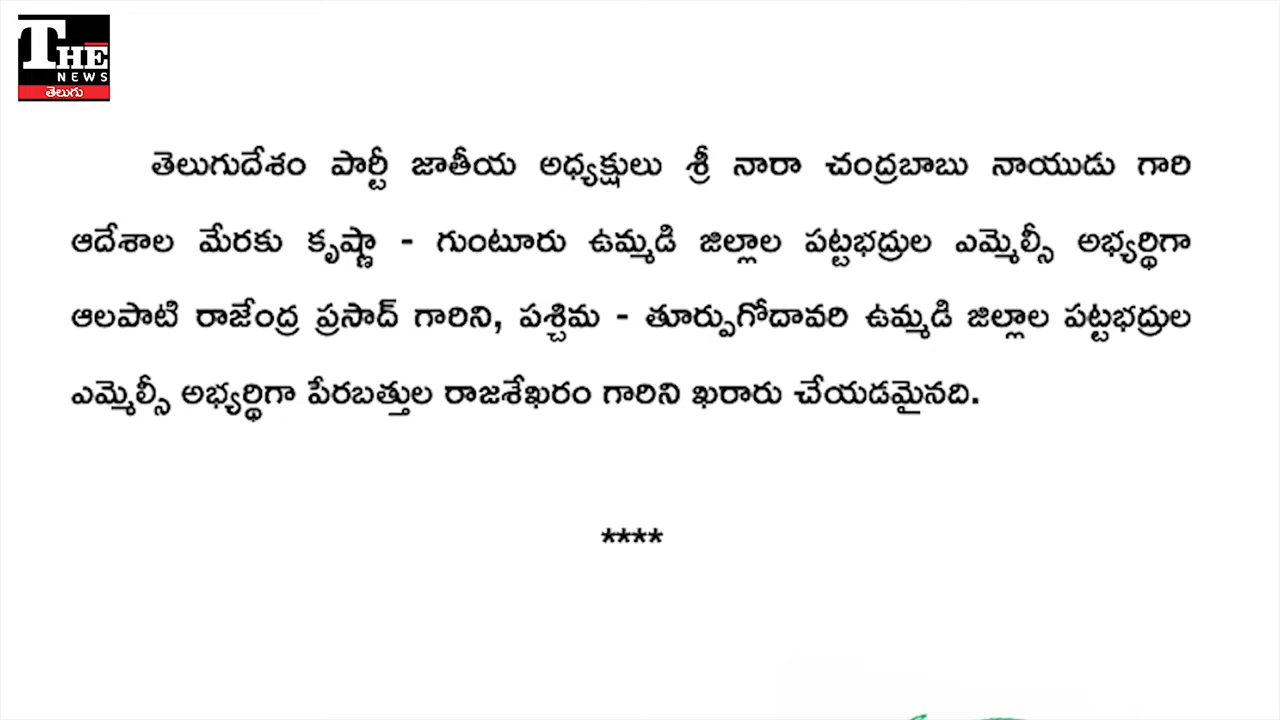 THE
NEWS
తెలుగు
తెలుగుదేశం పార్టీ జాతీయ అధ్యక్షులు శ్రీ నారా చంద్రబాబు నాయుడు గారి
ఆదేశాల మేరకు కృష్ణా - గుంటూరు ఉమ్మడి జిల్లాల పట్టభద్రుల ఎమ్మెల్సీ అభ్యర్థిగా
ఆలపాటి రాజేంద్ర ప్రసాద్ గారిని, పశ్చిమ - తూర్పుగోదావరి ఉమ్మడి జిల్లాల పట్టభద్రుల
ఎమ్మెల్సీ అభ్యర్థిగా పేరబత్తుల రాజశేఖరం గారిని ఖరారు చేయడమైనది.
****